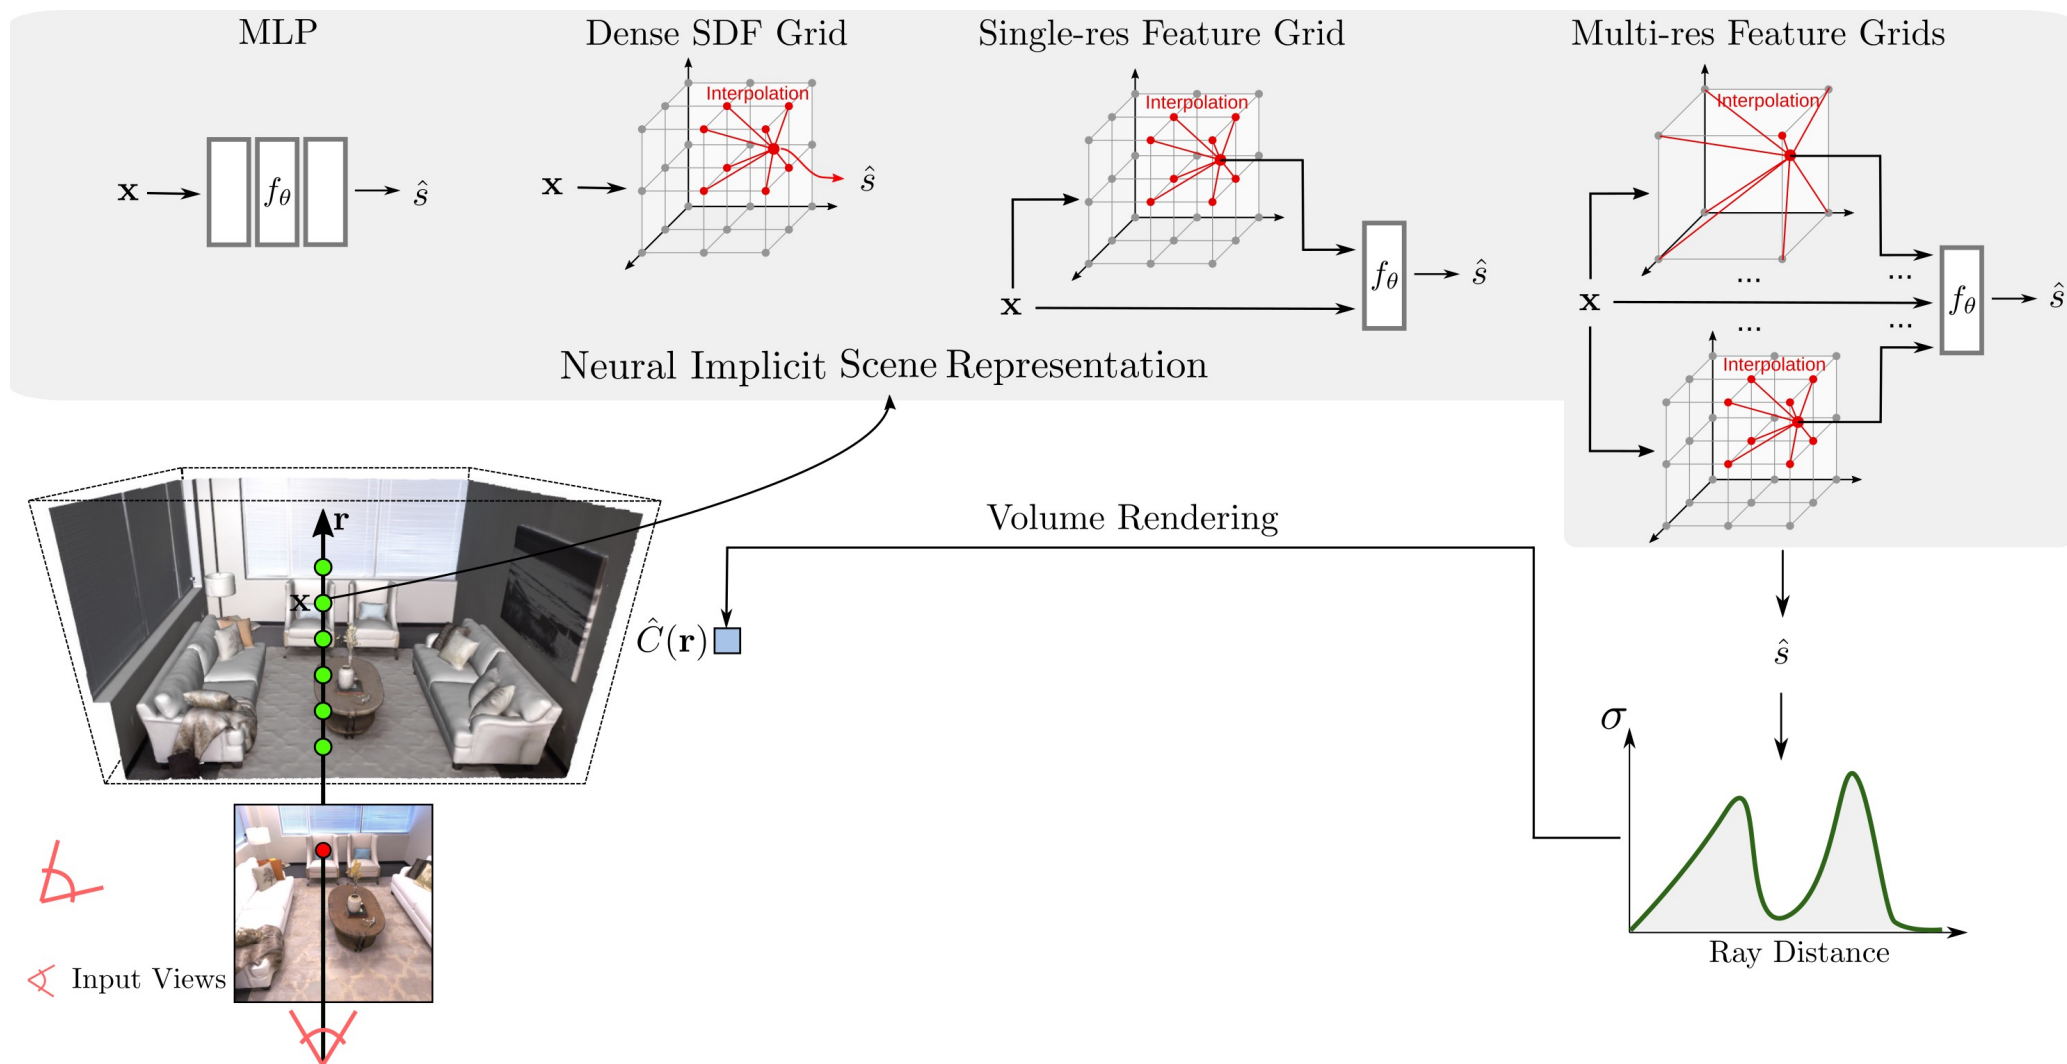 MLP
Dense SDF Grid
Single-res Feature Grid
Multi-res Feature Grids
x
f_θ
ŝ
x
Interpolation
ŝ
Interpolation
x
f_θ
ŝ
Interpolation
...
...
x
...
...
f_θ
ŝ
Interpolation
Neural Implicit Scene Representation
r
x
Volume Rendering
Ĉ(r)
ŝ
σ
Ray Distance
Input Views